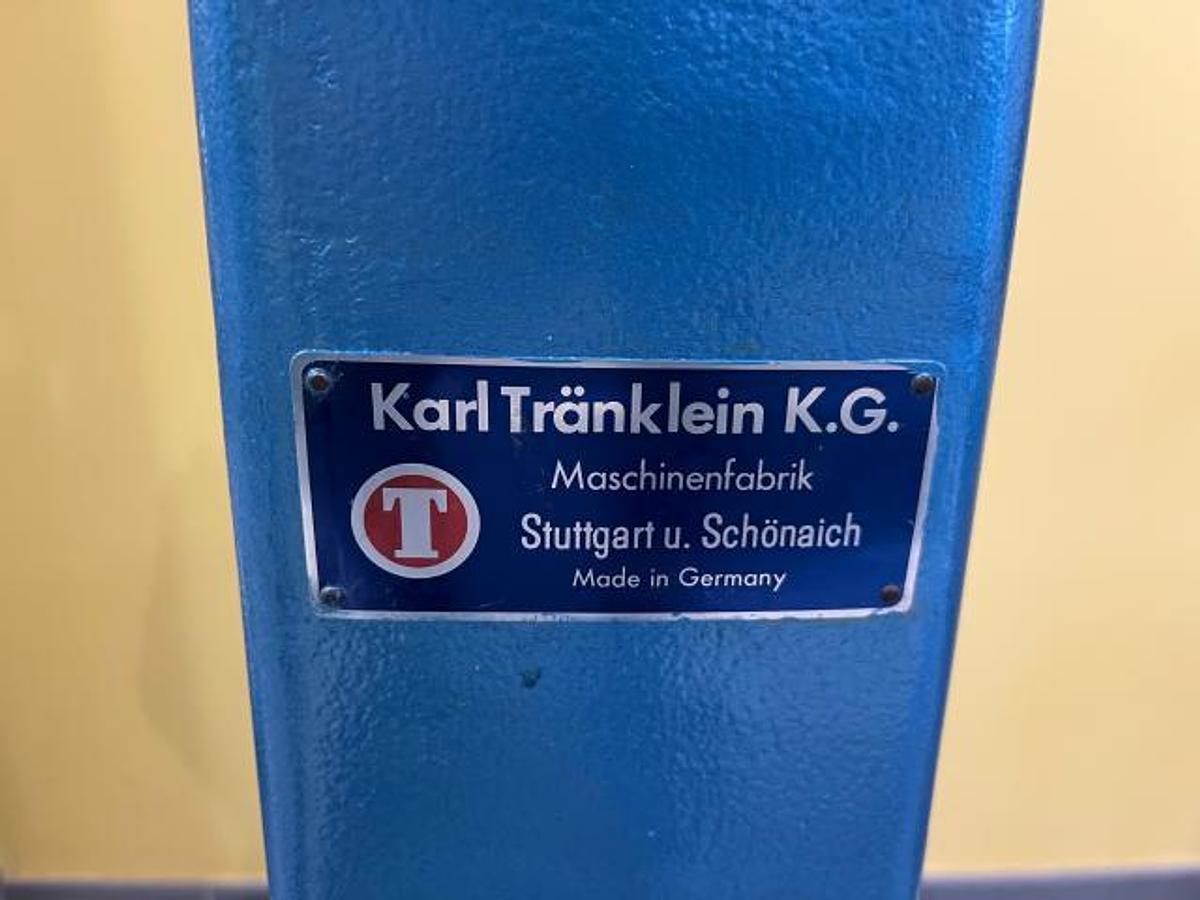 Karl Tränklein K.G.
Maschinenfabrik
T
Stuttgart u. Schönaich
Made in Germany